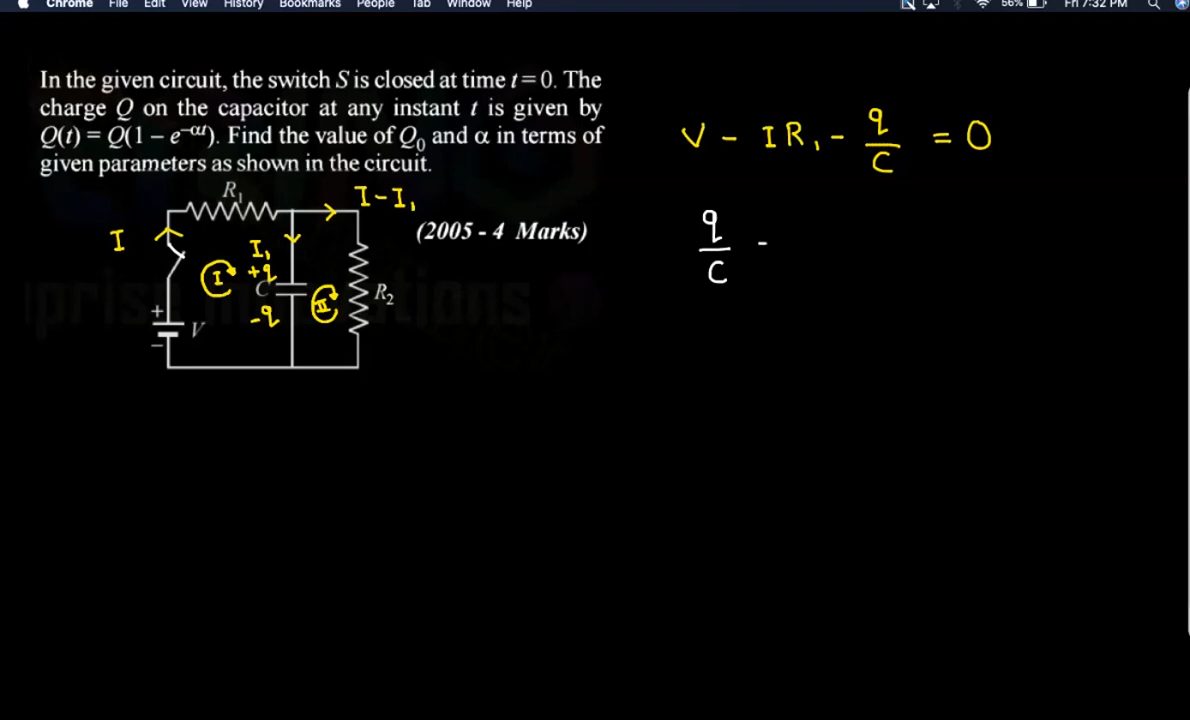 Chrome File Edit View History Bookmarks People Tab Window Help 56% Fri 7:32 PM
In the given circuit, the switch S is closed at time t=0. The
charge Q on the capacitor at any instant t is given by
Q(t) = Q(1 – e^–αt). Find the value of Q₀ and α in terms of
given parameters as shown in the circuit.
(2005 - 4 Marks)
R₁
I - I₁
I
I₁
+q
I
C
II
R₂
-q
+
V
–
V - IR₁ - q/C = 0
q/C -